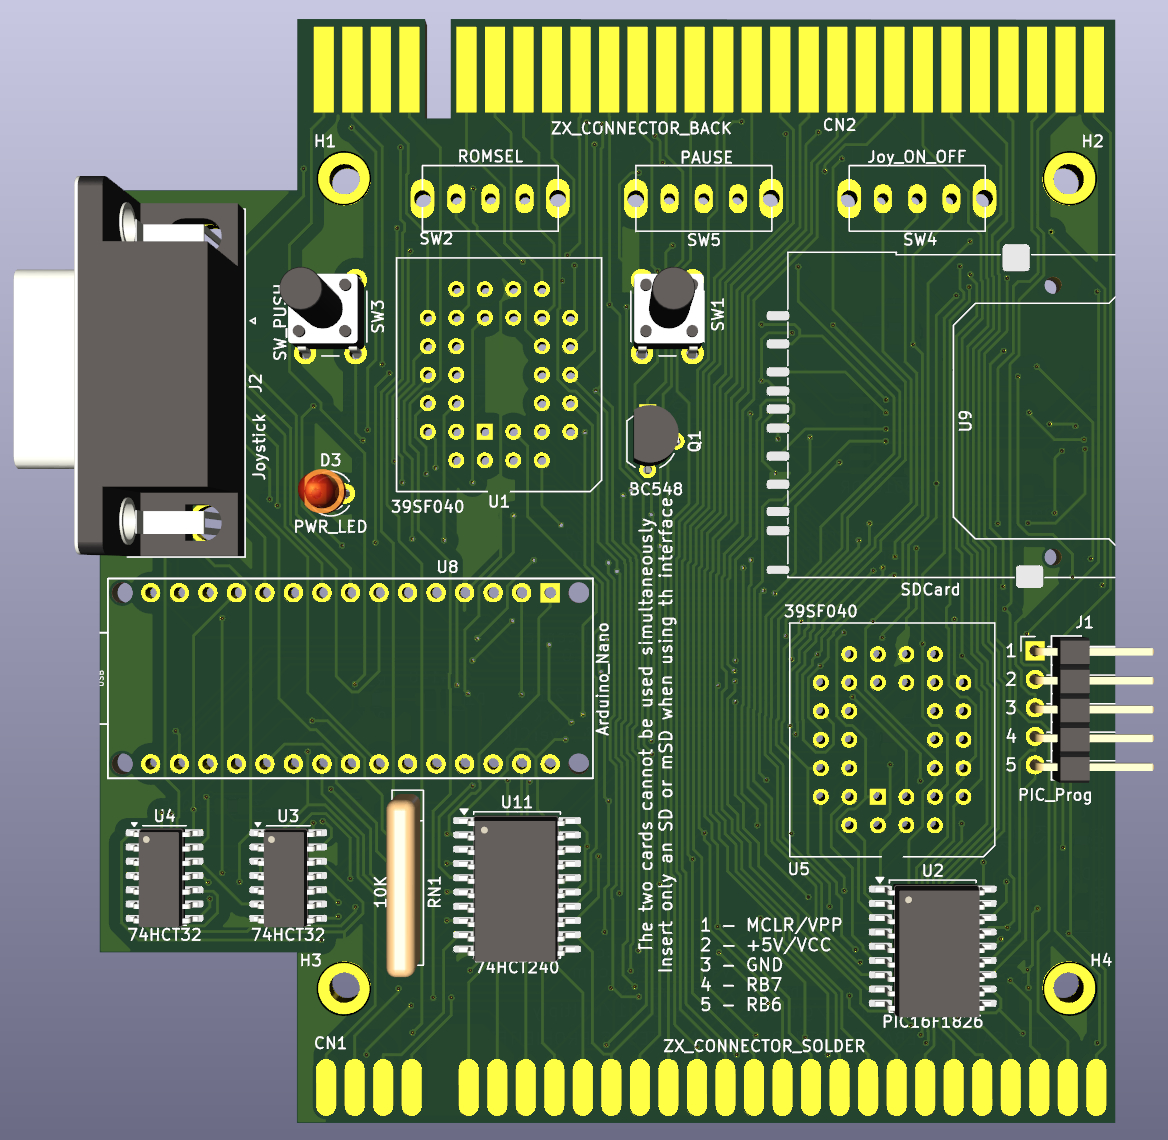 ZX_CONNECTOR_BACK
CN2
H1
H2
ROMSEL
PAUSE
Joy_ON_OFF
SW2
SW5
SW4
SW_PUSH
SW3
SW1
J2
Joystick
U9
Q1
D3
PWR_LED
39SF040
U1
BC548
U8
SDCard
39SF040
J1
USB
Arduino_Nano
The two cards cannot be used simultaneously
Insert only an SD or mSD when using th interface
1
2
3
4
5
PIC_Prog
U4
U3
U11
10K
RN1
74HCT32
74HCT32
74HCT240
U5
U2
1 – MCLR/VPP
2 – +5V/VCC
3 – GND
4 – RB7
5 – RB6
PIC16F1826
H3
H4
CN1
ZX_CONNECTOR_SOLDER